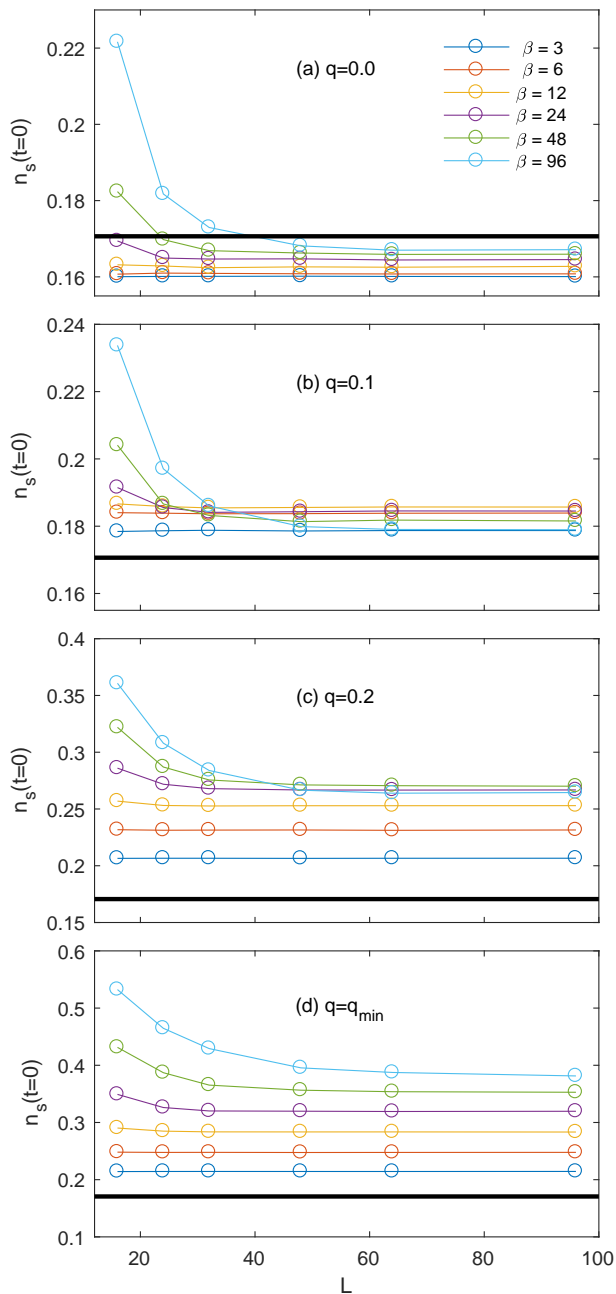 0.22
0.2
0.18
0.16
n_s(t=0)
(a) q=0.0
β = 3
β = 6
β = 12
β = 24
β = 48
β = 96
0.24
0.22
0.2
0.18
0.16
n_s(t=0)
(b) q=0.1
0.4
0.35
0.3
0.25
0.2
0.15
n_s(t=0)
(c) q=0.2
0.6
0.5
0.4
0.3
0.2
0.1
n_s(t=0)
(d) q=q_min
20 40 60 80 100
L